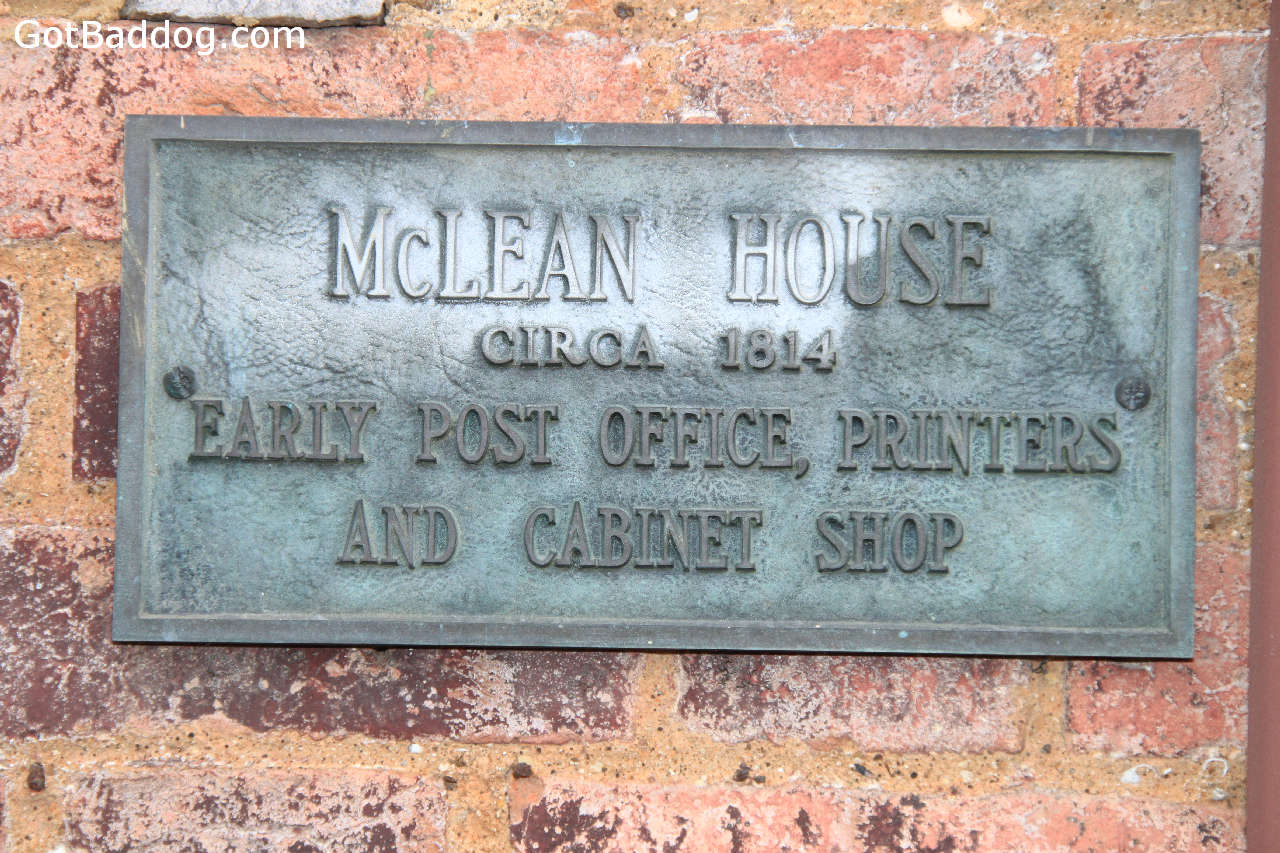 GotBaddog.com
McLEAN HOUSE
CIRCA 1814
EARLY POST OFFICE, PRINTERS
AND CABINET SHOP